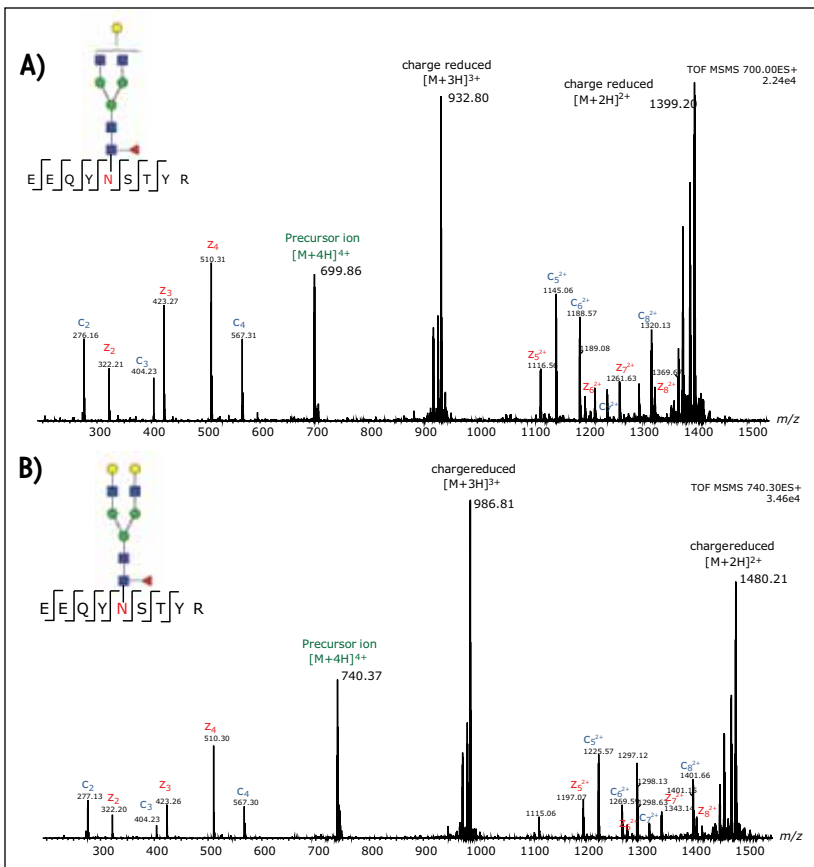 A)
E E Q Y N S T Y R
charge reduced
[M+3H]3+
932.80
charge reduced
[M+2H]2+
1399.20
TOF MSMS 700.00ES+
2.24e4
Precursor ion
[M+4H]4+
699.86
c2
276.16
z2
322.21
c3
404.23
z3
423.27
z4
510.31
c4
567.31
z5 2+
1116.56
c5 2+
1145.06
c6 2+
1188.57
1189.08
z6 2+
z7 2+
1261.63
c8 2+
1320.13
1369.67
z8 2+
300 400 500 600 700 800 900 1000 1100 1200 1300 1400 1500 m/z
B)
E E Q Y N S T Y R
chargereduced
[M+3H]3+
986.81
TOF MSMS 740.30ES+
3.46e4
chargereduced
[M+2H]2+
1480.21
Precursor ion
[M+4H]4+
740.37
c2
277.13
z2
322.20
c3
404.23
z3
423.26
z4
510.30
c4
567.30
1115.06
z5 2+
1197.07
c5 2+
1225.57
c6 2+
1269.59
1297.12
1298.13
1298.63
c7 2+
z7 2+
1343.14
c8 2+
1401.66
1401.16
z8 2+
300 400 500 600 700 800 900 1000 1100 1200 1300 1400 1500 m/z